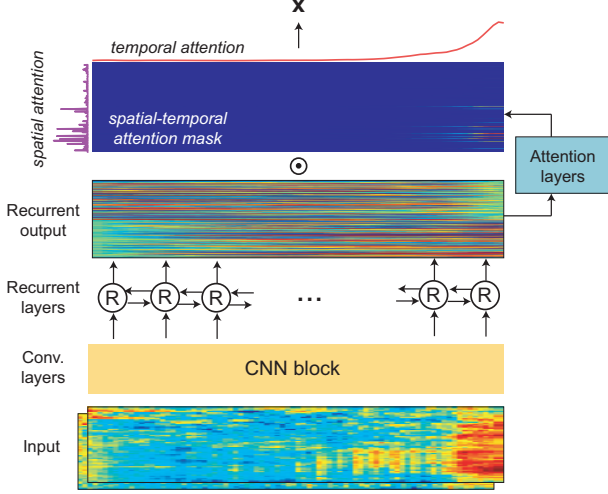 x
temporal attention
spatial attention
spatial-temporal
attention mask
Attention
layers
Recurrent
output
Recurrent
layers
R
R
R
...
R
R
Conv.
layers
CNN block
Input